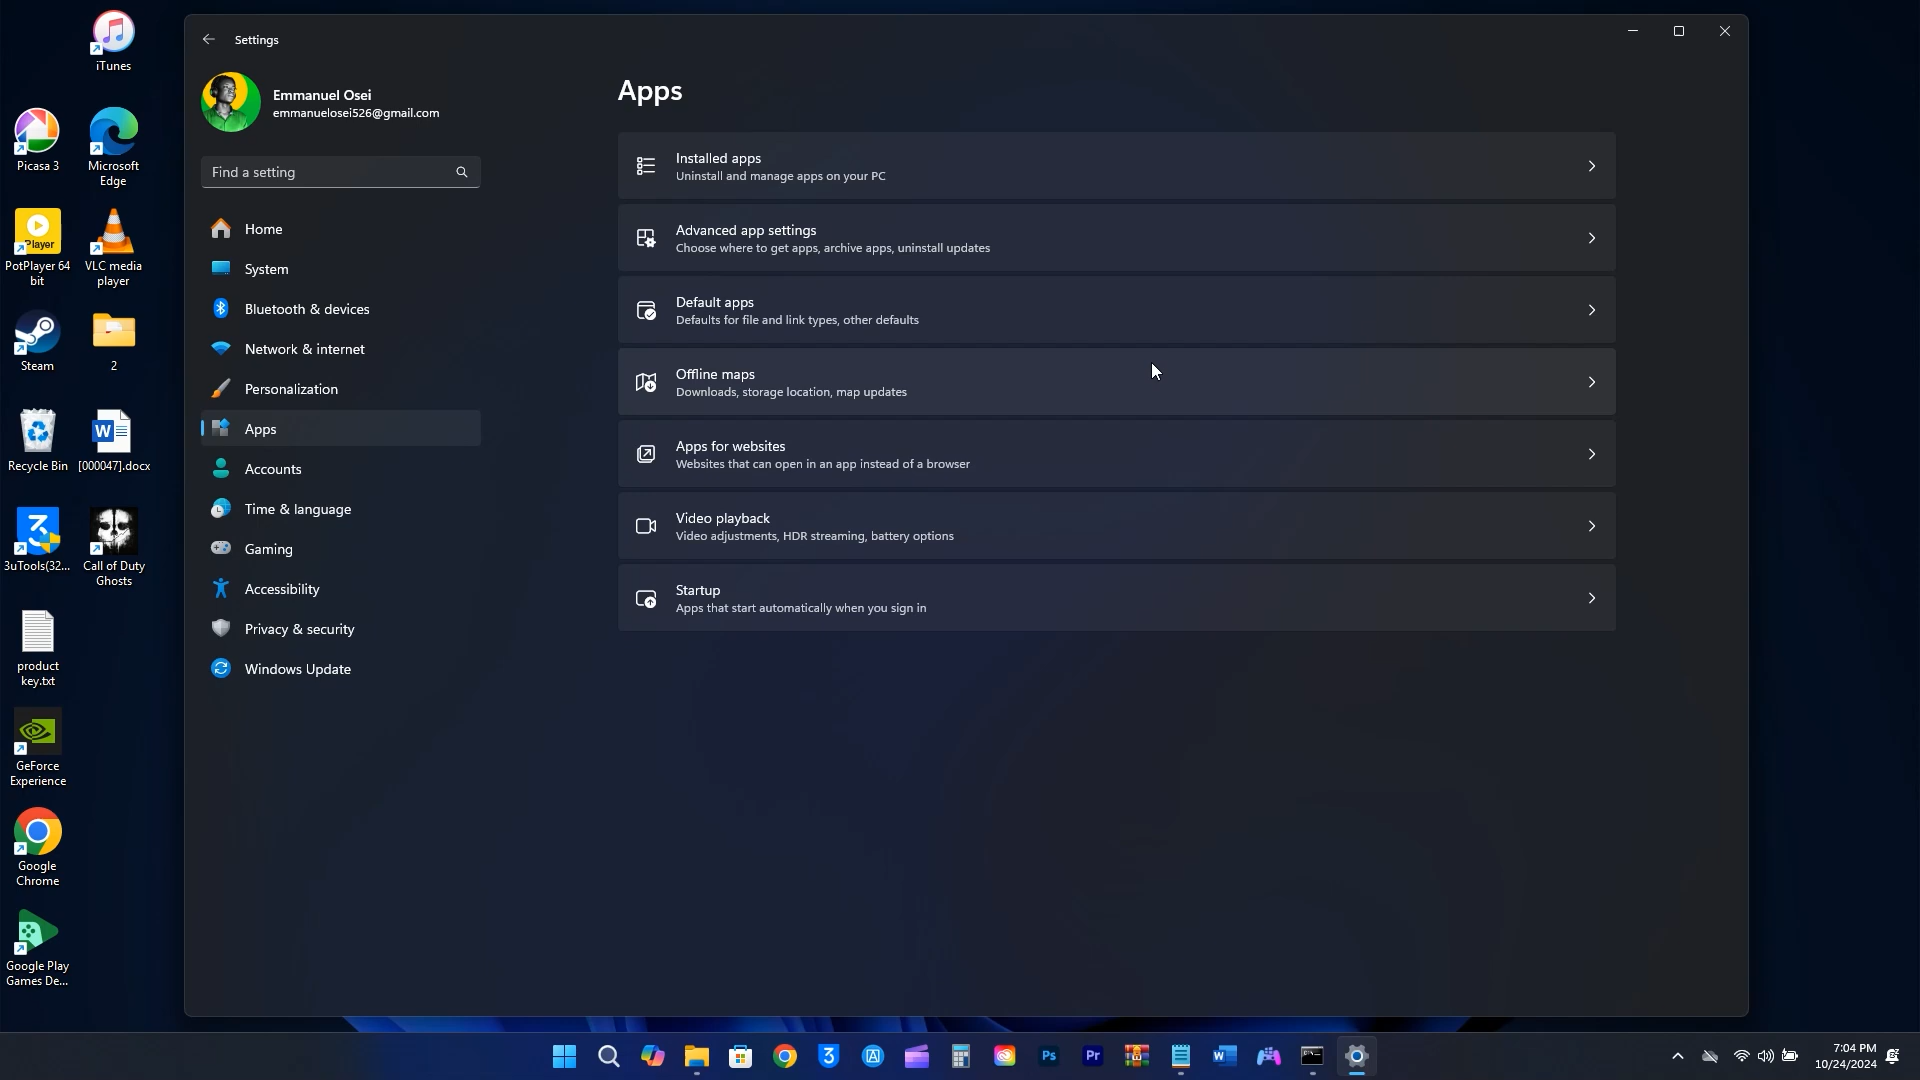 iTunes
Picasa 3
Microsoft
Edge
Player
PotPlayer 64
bit
VLC media
player
Steam
2
Recycle Bin
[000047].docx
3uTools(32...
Call of Duty
Ghosts
product
key.txt
GeForce
Experience
Google
Chrome
Google Play
Games De...
Settings
Emmanuel Osei
emmanuelosei526@gmail.com
Find a setting
Home
System
Bluetooth & devices
Network & internet
Personalization
Apps
Accounts
Time & language
Gaming
Accessibility
Privacy & security
Windows Update
Apps
Installed apps
Uninstall and manage apps on your PC
Advanced app settings
Choose where to get apps, archive apps, uninstall updates
Default apps
Defaults for file and link types, other defaults
Offline maps
Downloads, storage location, map updates
Apps for websites
Websites that can open in an app instead of a browser
Video playback
Video adjustments, HDR streaming, battery options
Startup
Apps that start automatically when you sign in
Ps
Pr
7:04 PM
10/24/2024